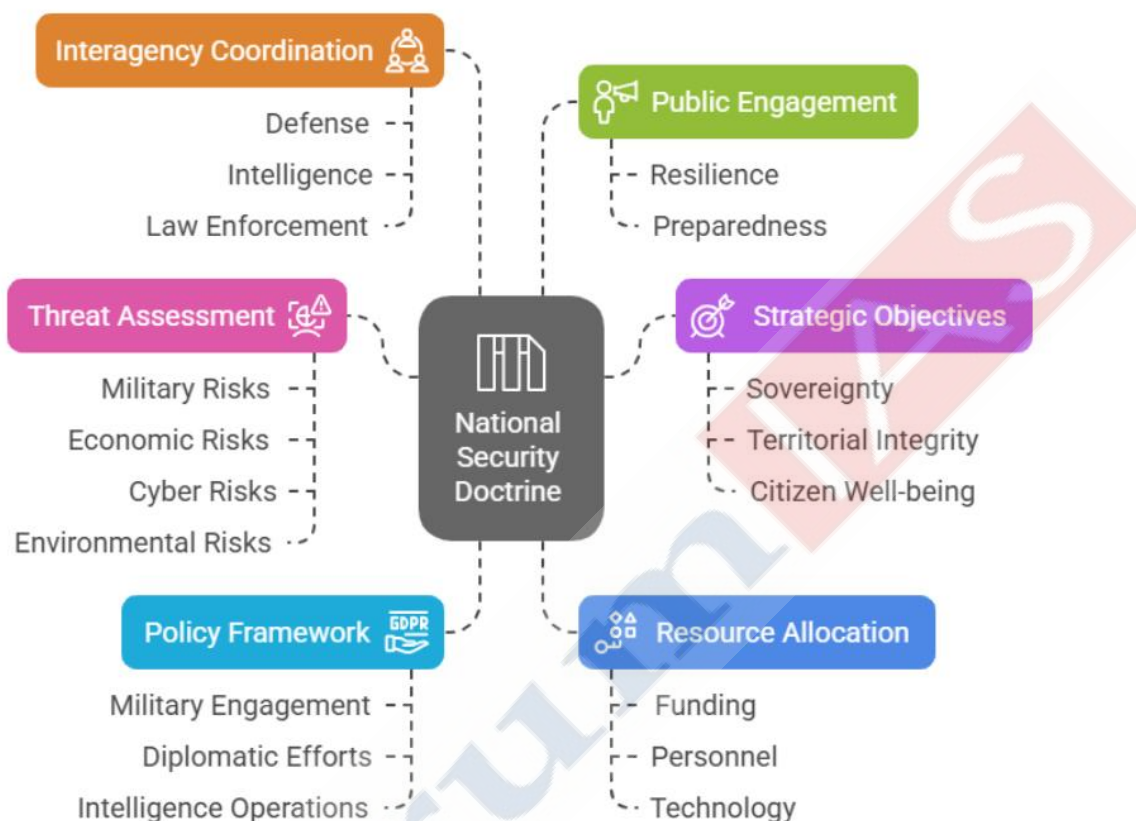 Interagency Coordination
Defense
Intelligence
Law Enforcement
Public Engagement
Resilience
Preparedness
Threat Assessment
Military Risks
Economic Risks
Cyber Risks
Environmental Risks
National
Security
Doctrine
Strategic Objectives
Sovereignty
Territorial Integrity
Citizen Well-being
Policy Framework
GDPR
Military Engagement
Diplomatic Efforts
Intelligence Operations
Resource Allocation
Funding
Personnel
Technology
rum IAS